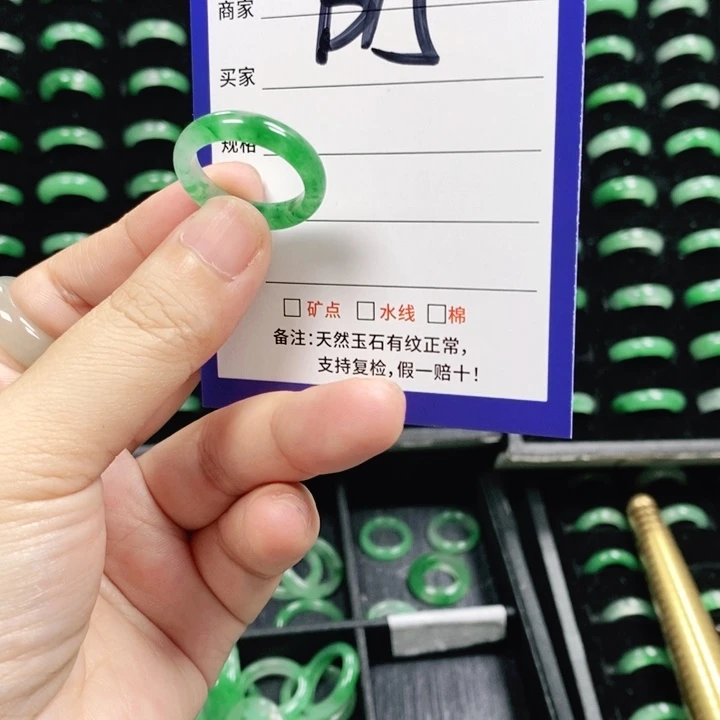 商家
买家
规格
□矿点 □水线 □棉
备注:天然玉石有纹正常，
支持复检，假一赔十！